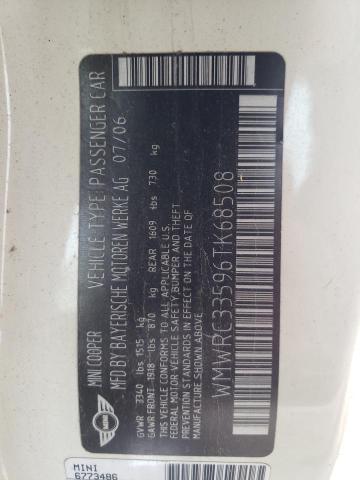 MINI COOPER
VEHICLE TYPE: PASSENGER CAR
MFD BY BAYERISCHE MOTOREN WERKE AG 07/06
GVWR 3340 lbs 1515 kg
GAWR FRONT 1918 lbs 870 kg REAR 1609 lbs 730 kg
THIS VEHICLE CONFORMS TO ALL APPLICABLE U.S.
FEDERAL MOTOR VEHICLE SAFETY, BUMPER AND THEFT
PREVENTION STANDARDS IN EFFECT ON THE DATE OF
MANUFACTURE SHOWN ABOVE.
WMWRC33596TK68508
MINI
6773486